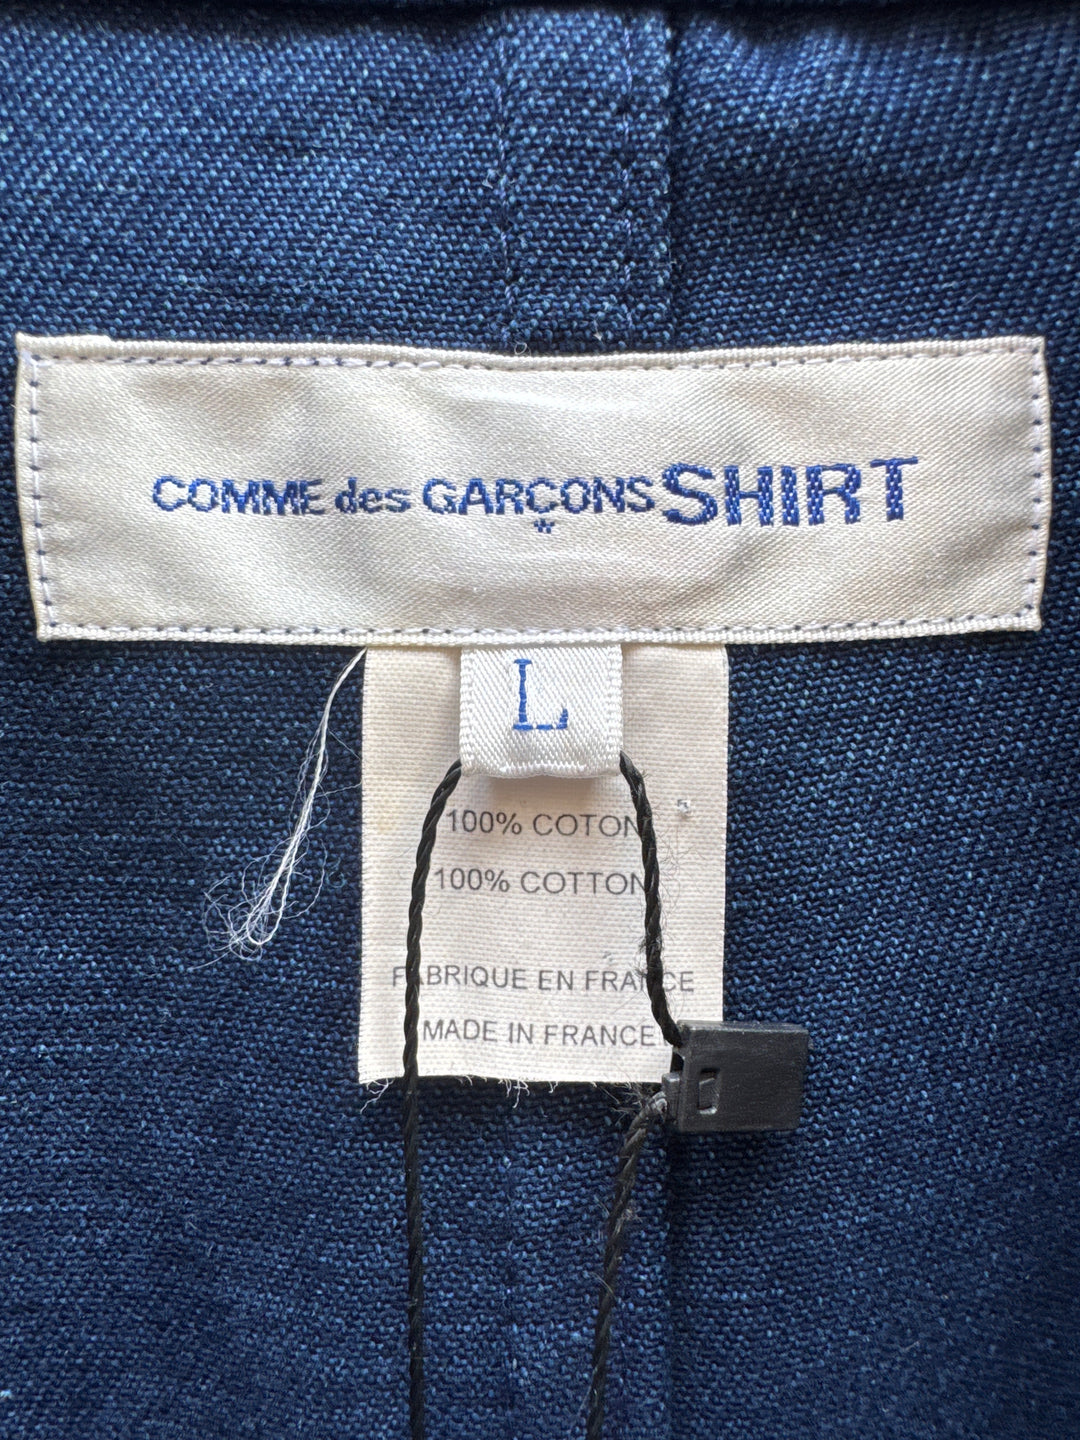 COMME des GARÇONS SHIRT
L
100% COTON
100% COTTON
FABRIQUE EN FRANCE
MADE IN FRANCE